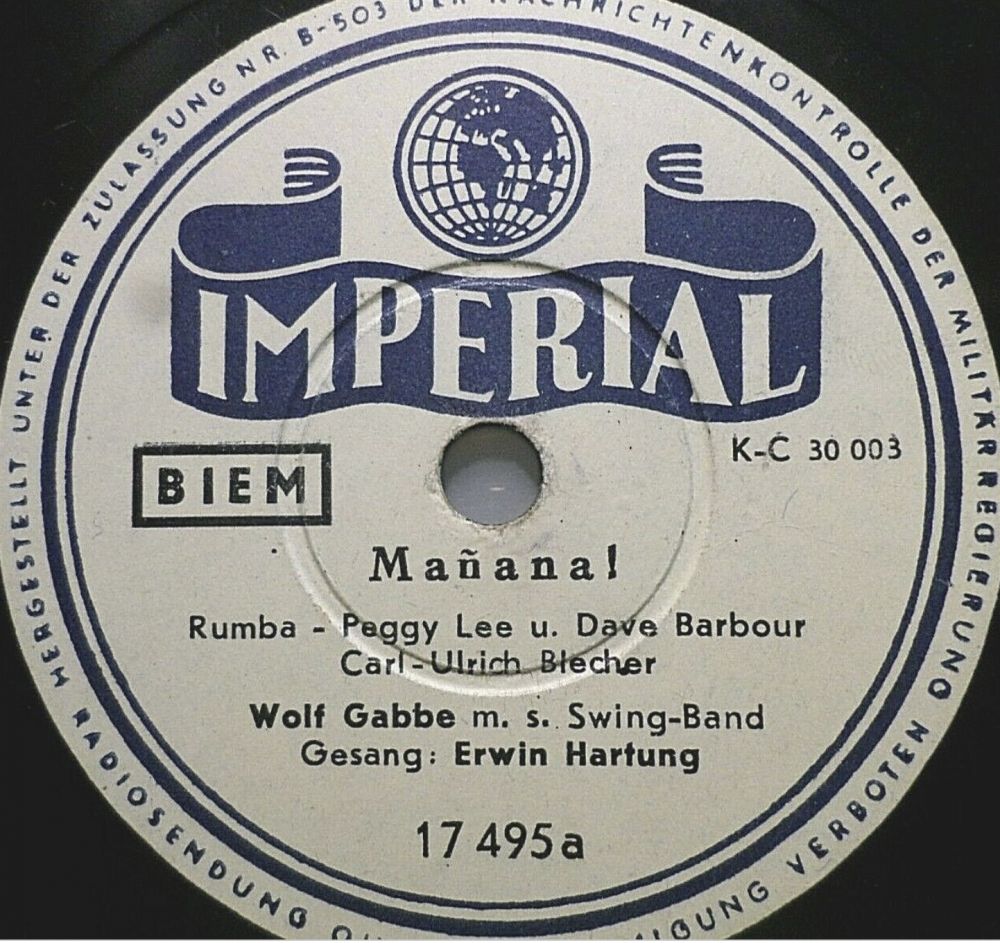 HERGESTELLT UNTER DER ZULASSUNG NR. B-503 DER NACHRICHTENKONTROLLE DER MILITÄRREGIERUNG
RADIOSENDUNG
VERBOTEN
IMPERIAL
K-C 30 003
BIEM
Mañana!
Rumba - Peggy Lee u. Dave Barbour
Carl-Ulrich Blecher
Wolf Gabbe m. s. Swing-Band
Gesang: Erwin Hartung
17 495a